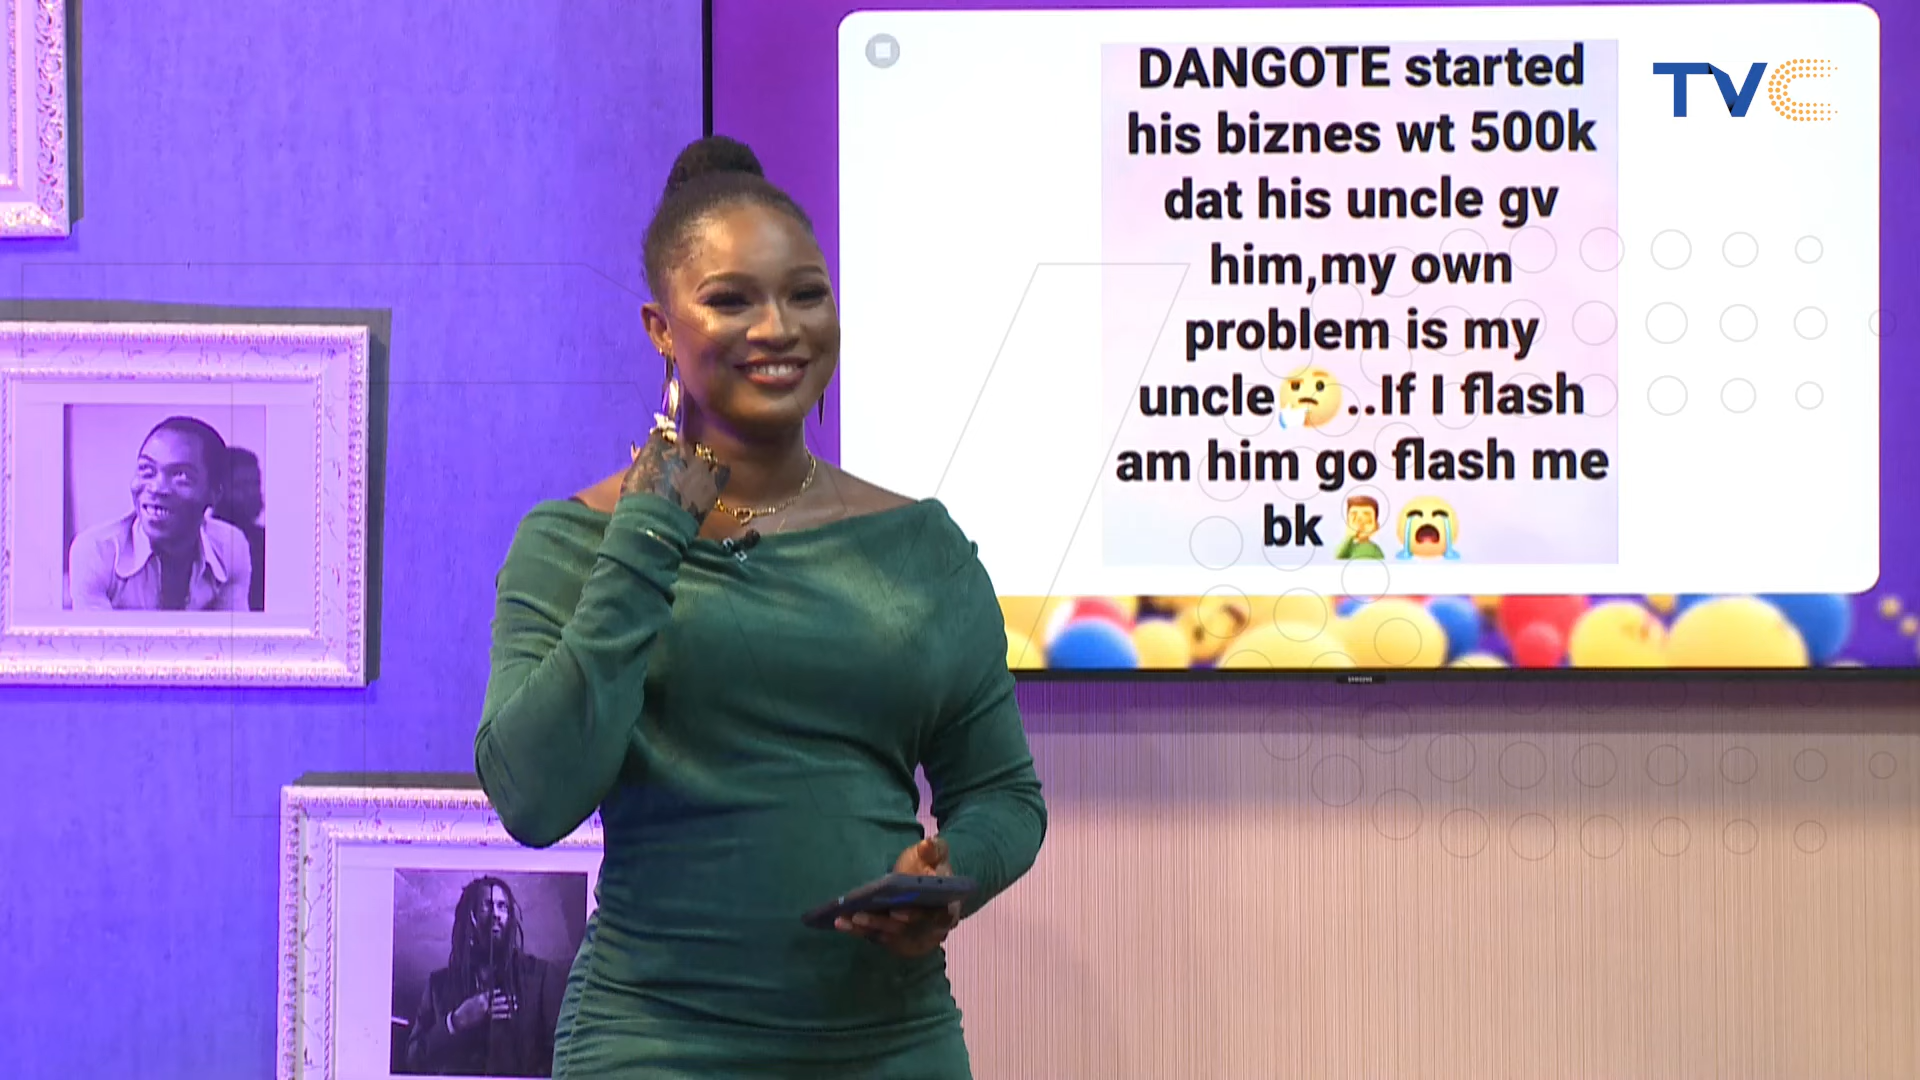 DANGOTE started
his biznes wt 500k
dat his uncle gv
him,my own
problem is my
uncle🤔..If I flash
am him go flash me
bk 🤦‍♂️😭
TVC
SAMSUNG